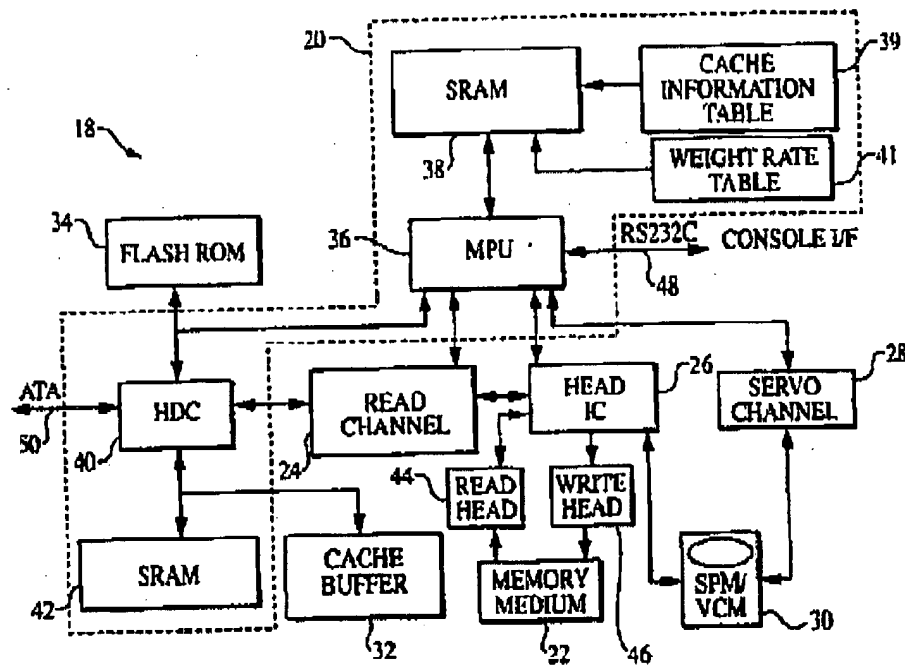 20
39
SRAM
CACHE
INFORMATION
TABLE
18
38
WEIGHT RATE
TABLE
41
34
FLASH ROM
36
MPU
RS232C
CONSOLE I/F
48
ATA
50
HDC
40
READ
CHANNEL
24
HEAD
IC
26
SERVO
CHANNEL
28
44
READ
HEAD
WRITE
HEAD
SRAM
42
CACHE
BUFFER
32
MEMORY
MEDIUM
22
46
SPM/
VCM
30